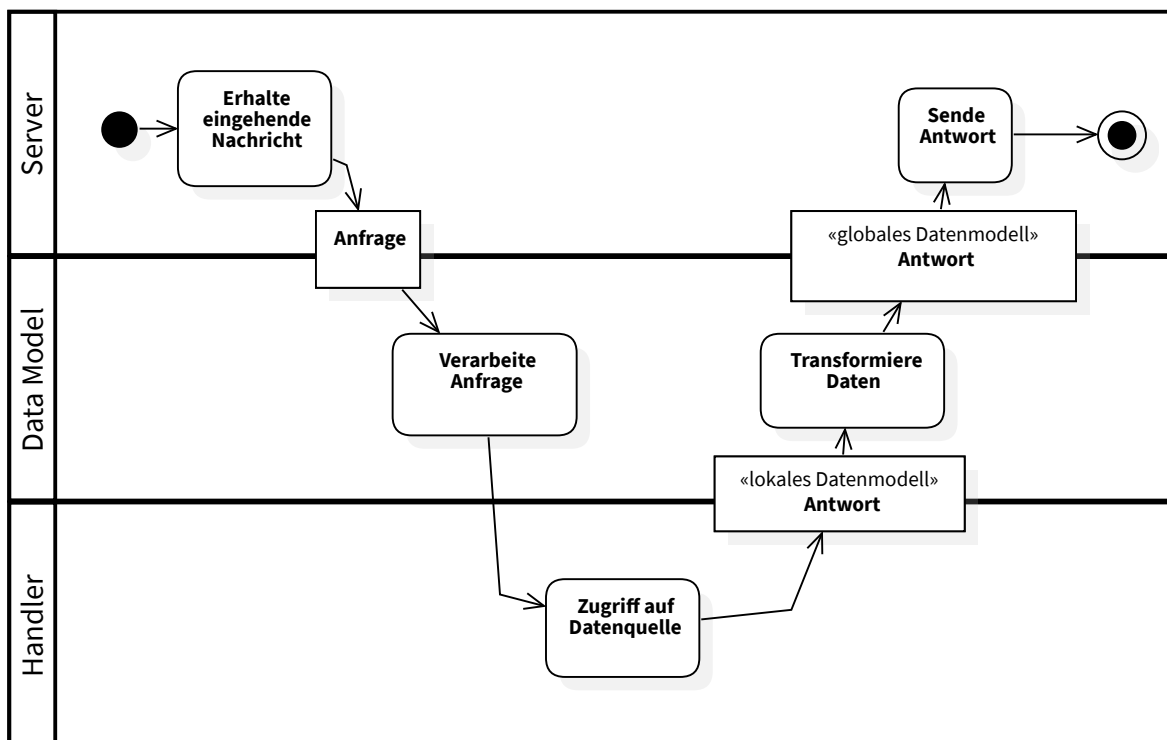 Server
Erhalte
eingehende
Nachricht
Sende
Antwort
Anfrage
«globales Datenmodell»
Antwort
Data Model
Verarbeite
Anfrage
Transformiere
Daten
«lokales Datenmodell»
Antwort
Handler
Zugriff auf
Datenquelle